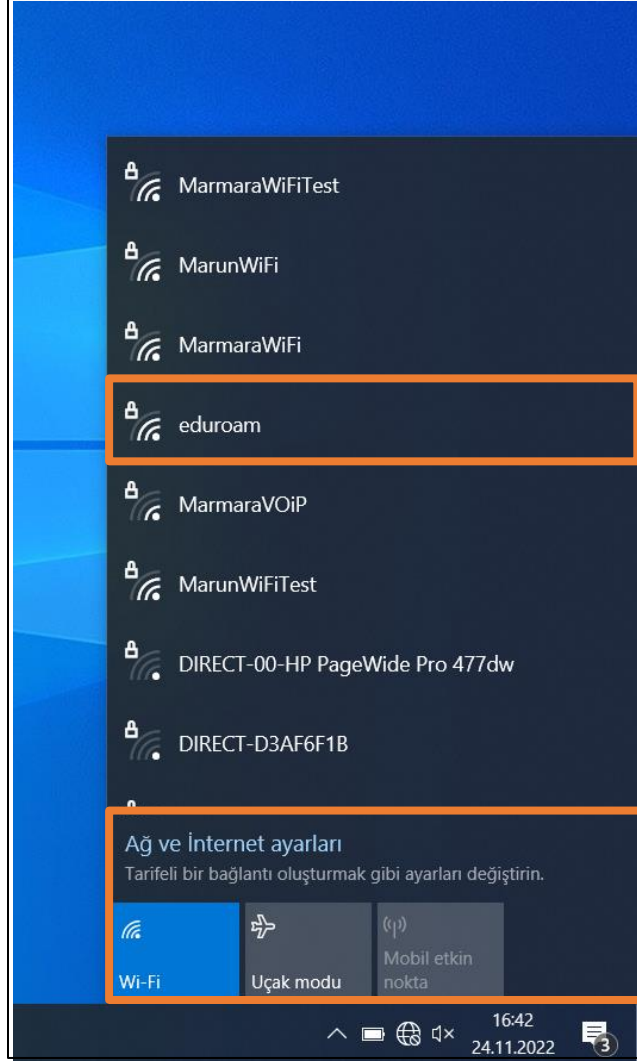 MarmaraWiFiTest
MarunWiFi
MarmaraWiFi
eduroam
MarmaraVOiP
MarunWiFiTest
DIRECT-00-HP PageWide Pro 477dw
DIRECT-D3AF6F1B
Ağ ve İnternet ayarları
Tarifeli bir bağlantı oluşturmak gibi ayarları değiştirin.
Wi-Fi
Uçak modu
Mobil etkin
nokta
16:42
24.11.2022
3